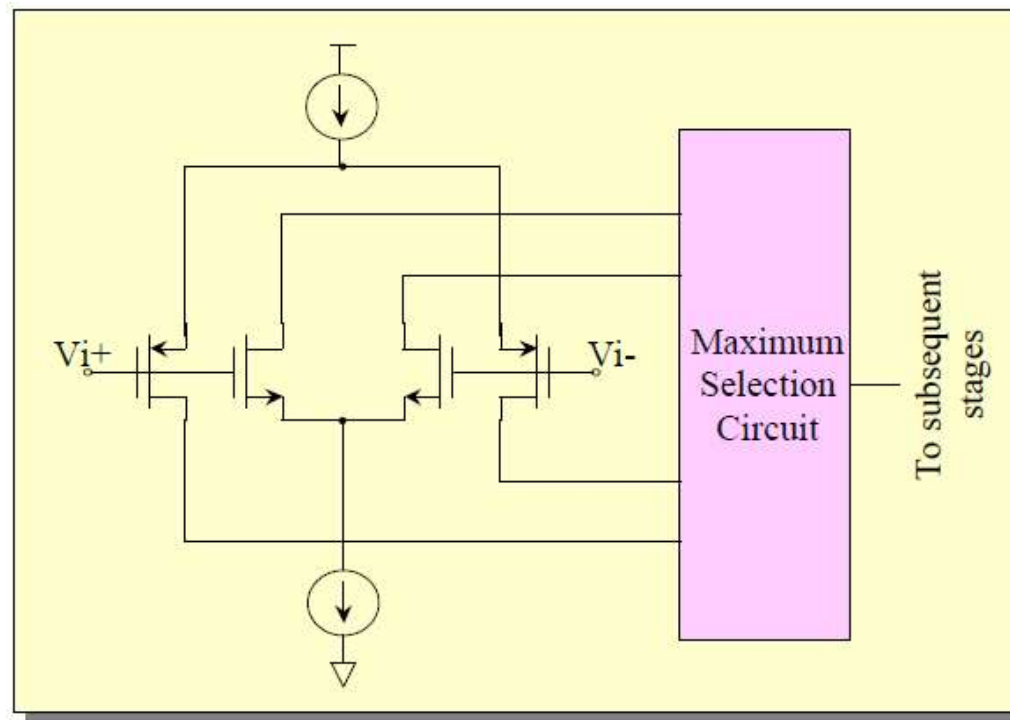 Vi+
Vi-
Maximum
Selection
Circuit
To subsequent
stages